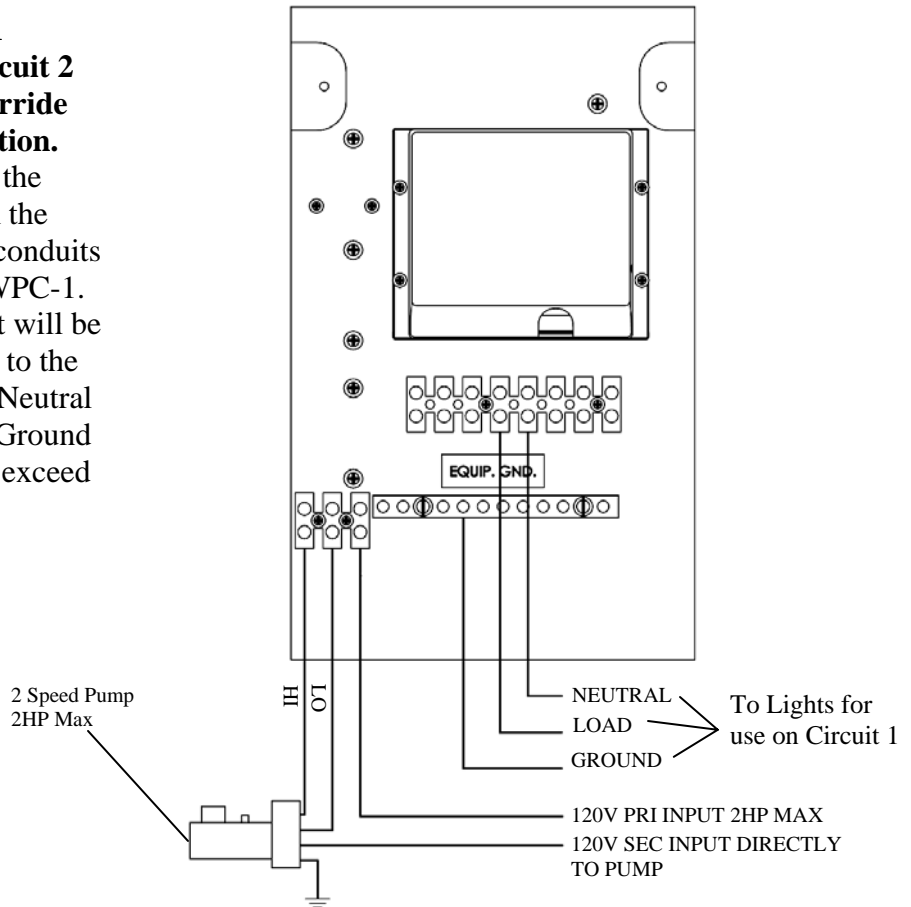 cuit 2
rride
tion.
the
the
conduits
VPC-1.
t will be
to the
Neutral
Ground
exceed
EQUIP. GND.
HI
LO
2 Speed Pump
2HP Max
NEUTRAL
LOAD
GROUND
To Lights for
use on Circuit 1
120V PRI INPUT 2HP MAX
120V SEC INPUT DIRECTLY
TO PUMP